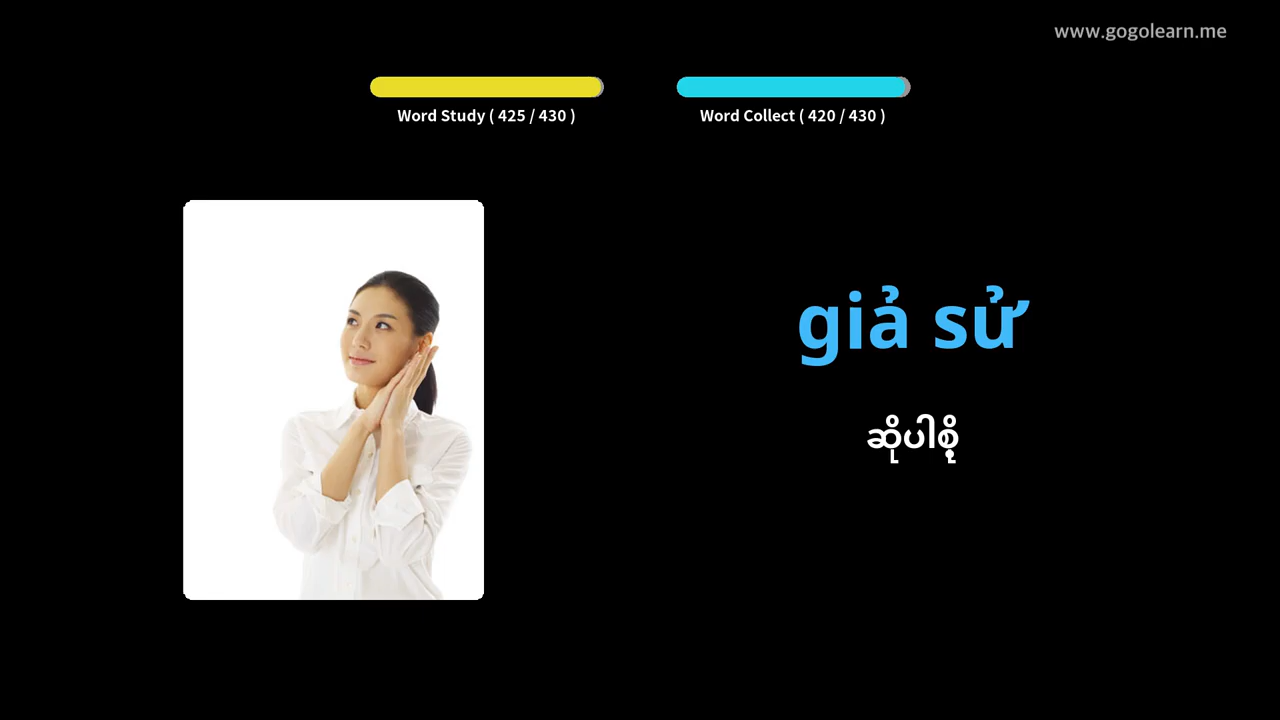 www.gogolearn.me
Word Study ( 425 / 430 )
Word Collect ( 420 / 430 )
giả sử
ဆိုပါစို့